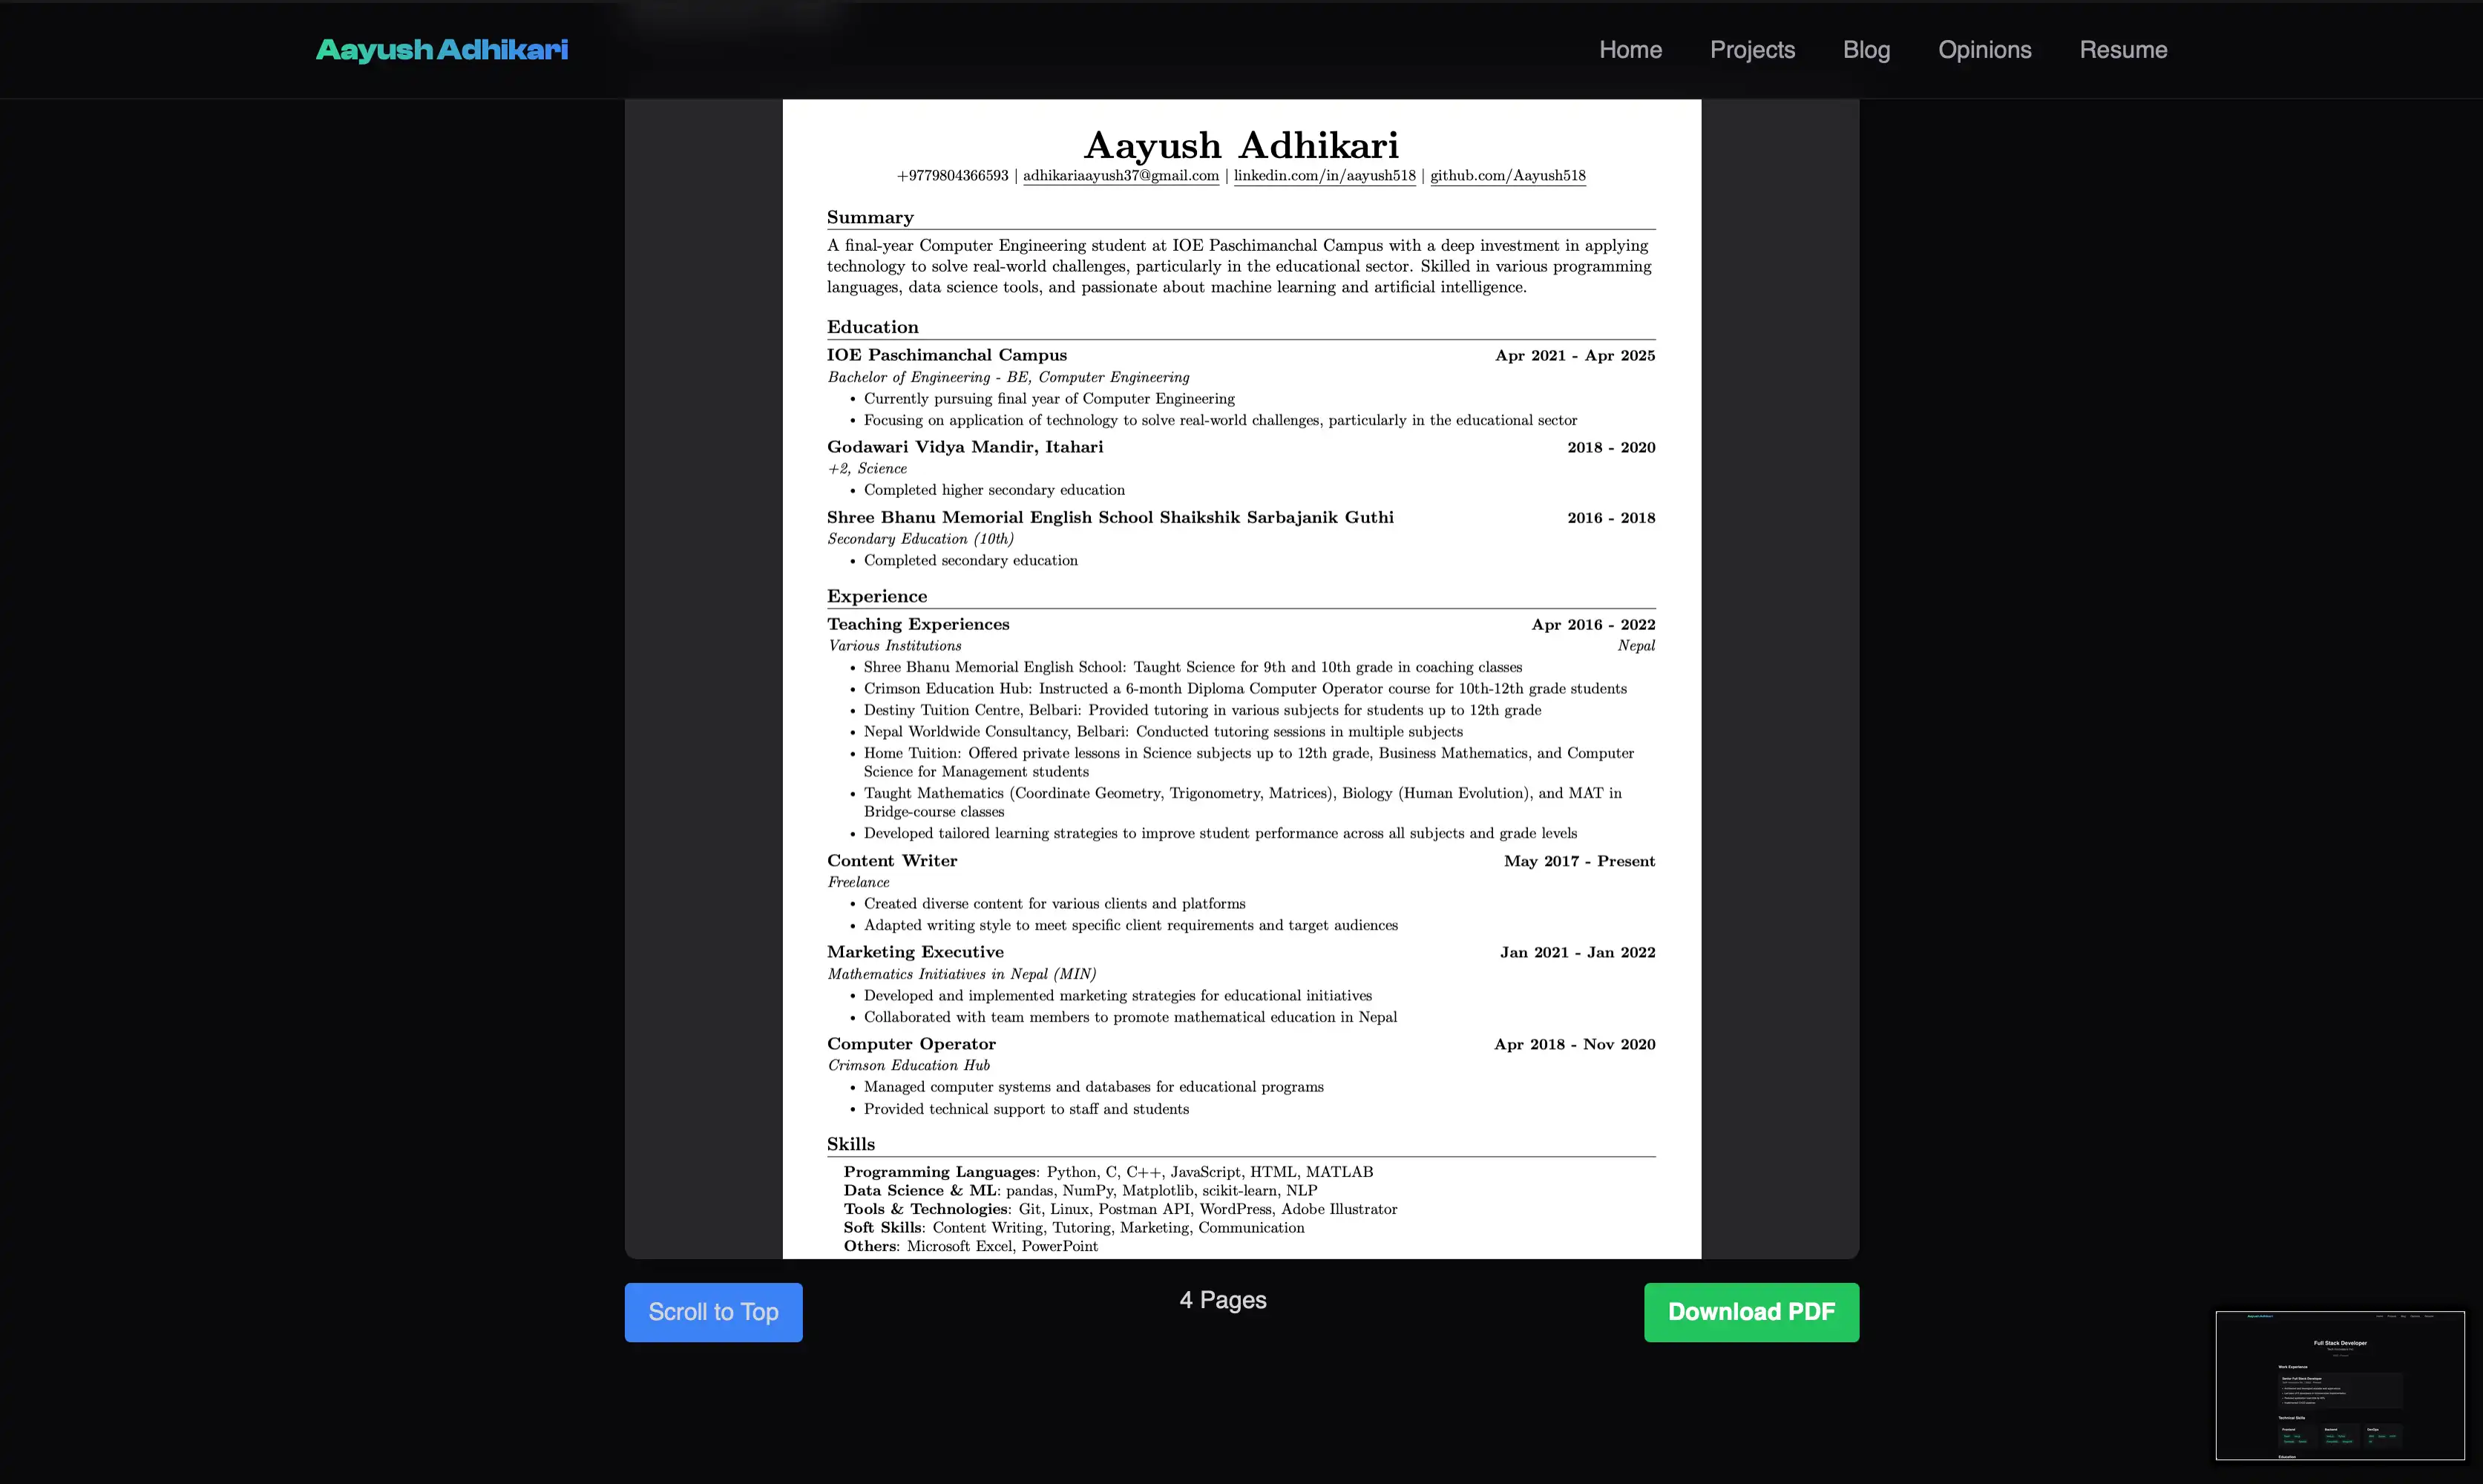 Aayush Adhikari
Home Projects Blog Opinions Resume
Aayush Adhikari
+9779804366593 | adhikariaayush37@gmail.com | linkedin.com/in/aayush518 | github.com/Aayush518
Summary
A final-year Computer Engineering student at IOE Paschimanchal Campus with a deep investment in applying
technology to solve real-world challenges, particularly in the educational sector. Skilled in various programming
languages, data science tools, and passionate about machine learning and artificial intelligence.
Education
IOE Paschimanchal Campus Apr 2021 - Apr 2025
Bachelor of Engineering - BE, Computer Engineering
• Currently pursuing final year of Computer Engineering
• Focusing on application of technology to solve real-world challenges, particularly in the educational sector
Godawari Vidya Mandir, Itahari 2018 - 2020
+2, Science
• Completed higher secondary education
Shree Bhanu Memorial English School Shaikshik Sarbajanik Guthi 2016 - 2018
Secondary Education (10th)
• Completed secondary education
Experience
Teaching Experiences Apr 2016 - 2022
Various Institutions Nepal
• Shree Bhanu Memorial English School: Taught Science for 9th and 10th grade in coaching classes
• Crimson Education Hub: Instructed a 6-month Diploma Computer Operator course for 10th-12th grade students
• Destiny Tuition Centre, Belbari: Provided tutoring in various subjects for students up to 12th grade
• Nepal Worldwide Consultancy, Belbari: Conducted tutoring sessions in multiple subjects
• Home Tuition: Offered private lessons in Science subjects up to 12th grade, Business Mathematics, and Computer
Science for Management students
• Taught Mathematics (Coordinate Geometry, Trigonometry, Matrices), Biology (Human Evolution), and MAT in
Bridge-course classes
• Developed tailored learning strategies to improve student performance across all subjects and grade levels
Content Writer May 2017 - Present
Freelance
• Created diverse content for various clients and platforms
• Adapted writing style to meet specific client requirements and target audiences
Marketing Executive Jan 2021 - Jan 2022
Mathematics Initiatives in Nepal (MIN)
• Developed and implemented marketing strategies for educational initiatives
• Collaborated with team members to promote mathematical education in Nepal
Computer Operator Apr 2018 - Nov 2020
Crimson Education Hub
• Managed computer systems and databases for educational programs
• Provided technical support to staff and students
Skills
Programming Languages: Python, C, C++, JavaScript, HTML, MATLAB
Data Science & ML: pandas, NumPy, Matplotlib, scikit-learn, NLP
Tools & Technologies: Git, Linux, Postman API, WordPress, Adobe Illustrator
Soft Skills: Content Writing, Tutoring, Marketing, Communication
Others: Microsoft Excel, PowerPoint
Scroll to Top 4 Pages Download PDF
Full Stack Developer
Work Experience
Senior Full Stack Developer
Technical Skills
Frontend Backend DevOps
Education